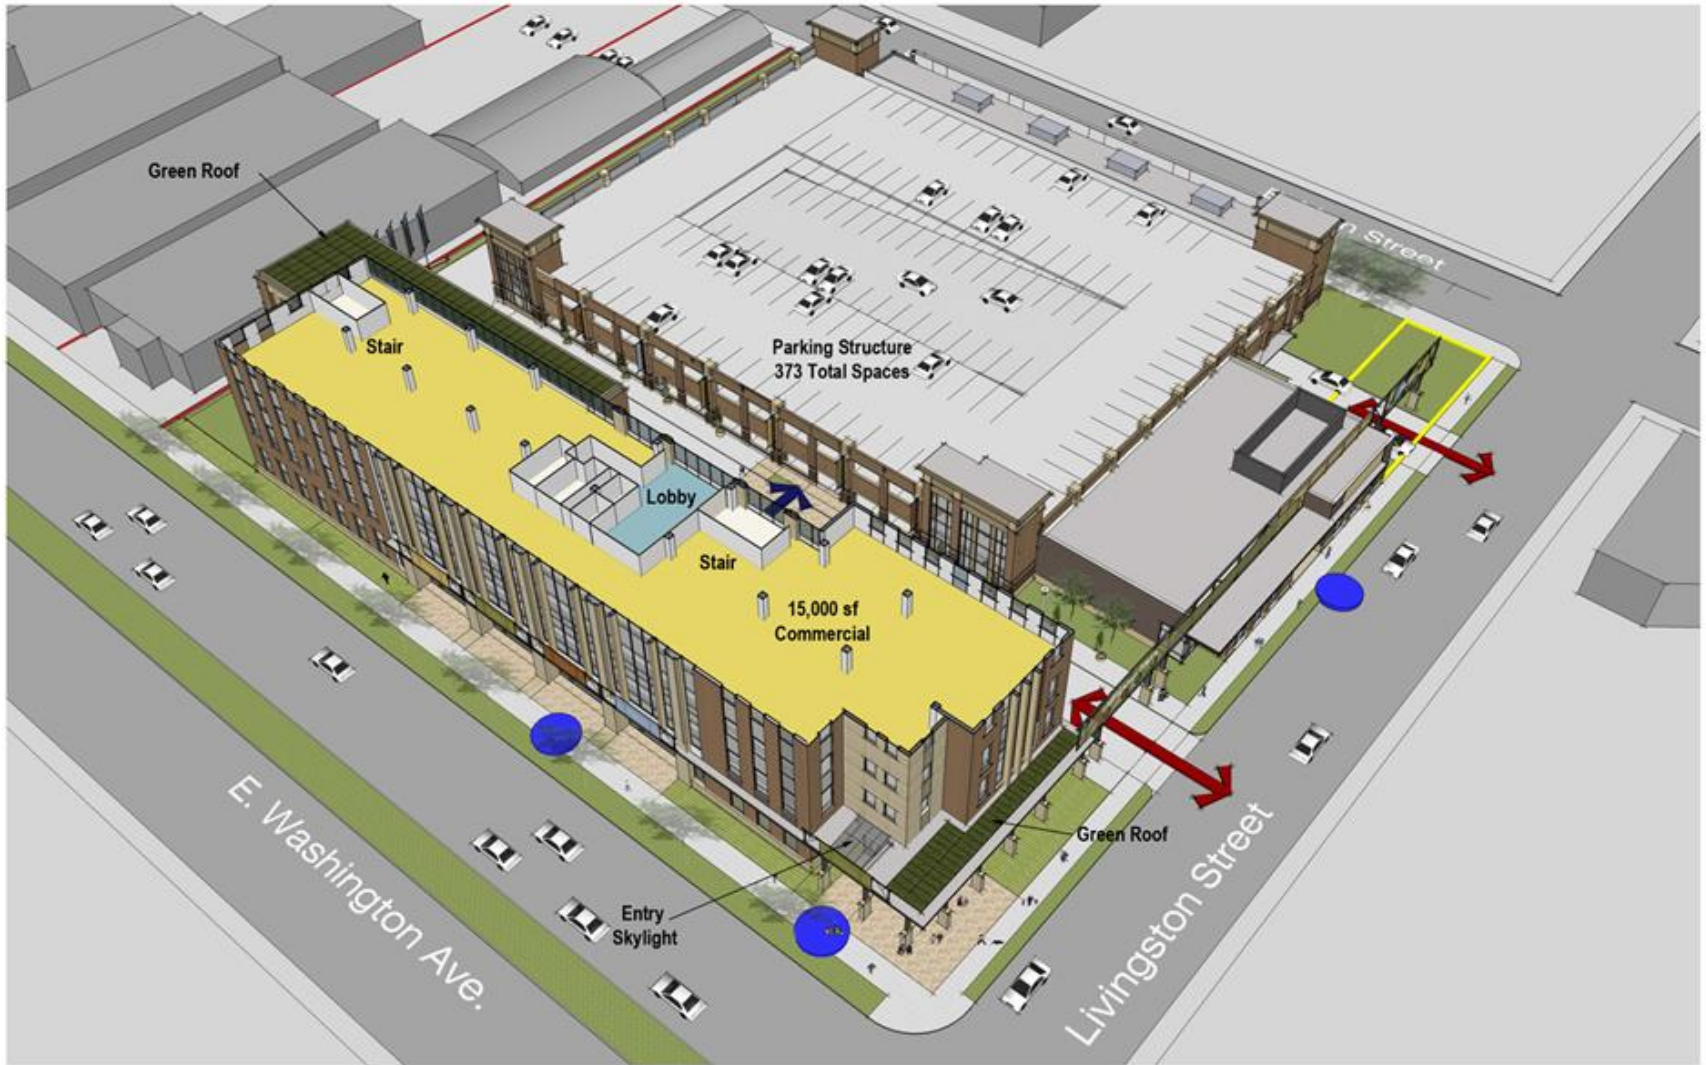 Green Roof
n Street
Parking Structure
373 Total Spaces
Stair
Lobby
Stair
15,000 sf
Commercial
Green Roof
Entry
Skylight
E. Washington Ave.
Livingston Street